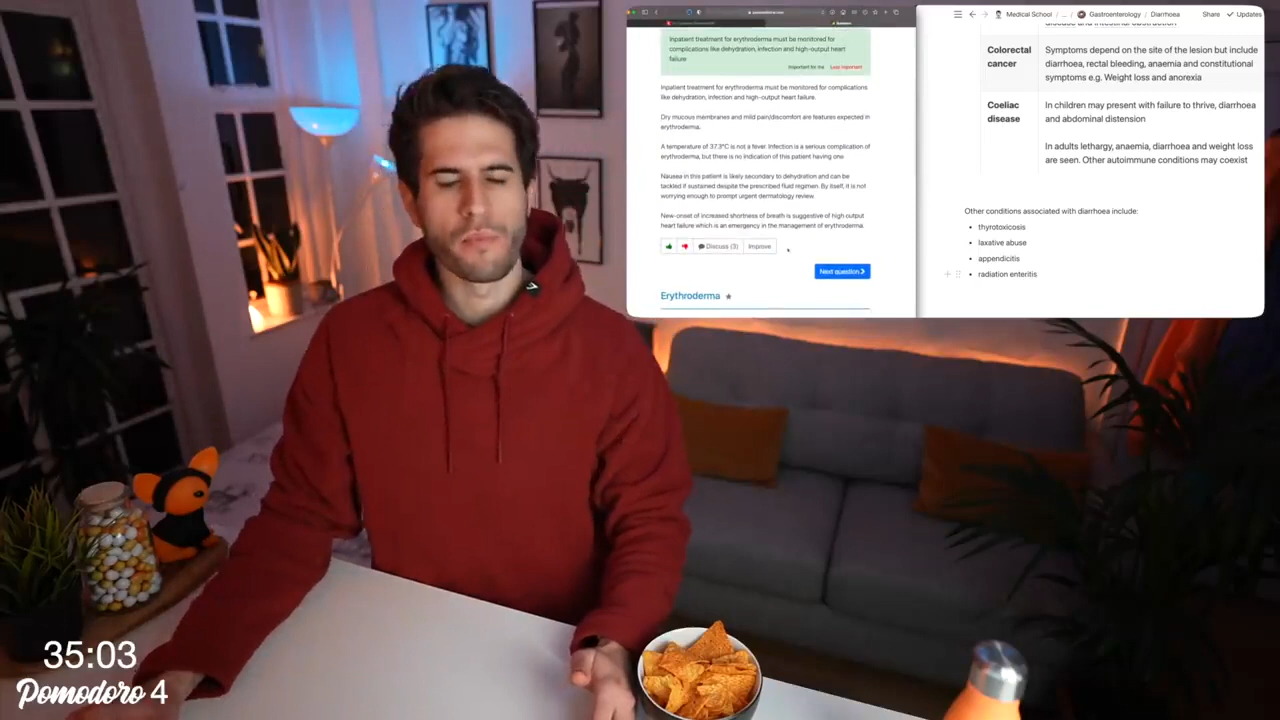 Inpatient treatment for erythroderma must be monitored for
complications like dehydration, infection and high-output heart
failure
Important for me Less important
Inpatient treatment for erythroderma must be monitored for complications
like dehydration, infection and high-output heart failure.
Dry mucous membranes and mild pain/discomfort are features expected in
erythroderma.
A temperature of 37.3°C is not a fever. Infection is a serious complication of
erythroderma, but there is no indication of this patient having one
Nausea in this patient is likely secondary to dehydration and can be
tackled if sustained despite the prescribed fluid regimen. By itself, it is not
worrying enough to prompt urgent dermatology review.
New-onset of increased shortness of breath is suggestive of high output
heart failure which is an emergency in the management of erythroderma.
Discuss (3) Improve
Next question
Erythroderma
Medical School / ... / Gastroenterology / Diarrhoea Share Updates
Colorectal cancer
Symptoms depend on the site of the lesion but include
diarrhoea, rectal bleeding, anaemia and constitutional
symptoms e.g. Weight loss and anorexia
Coeliac disease
In children may present with failure to thrive, diarrhoea
and abdominal distension
In adults lethargy, anaemia, diarrhoea and weight loss
are seen. Other autoimmune conditions may coexist
Other conditions associated with diarrhoea include:
• thyrotoxicosis
• laxative abuse
• appendicitis
• radiation enteritis
35:03
Pomodoro 4